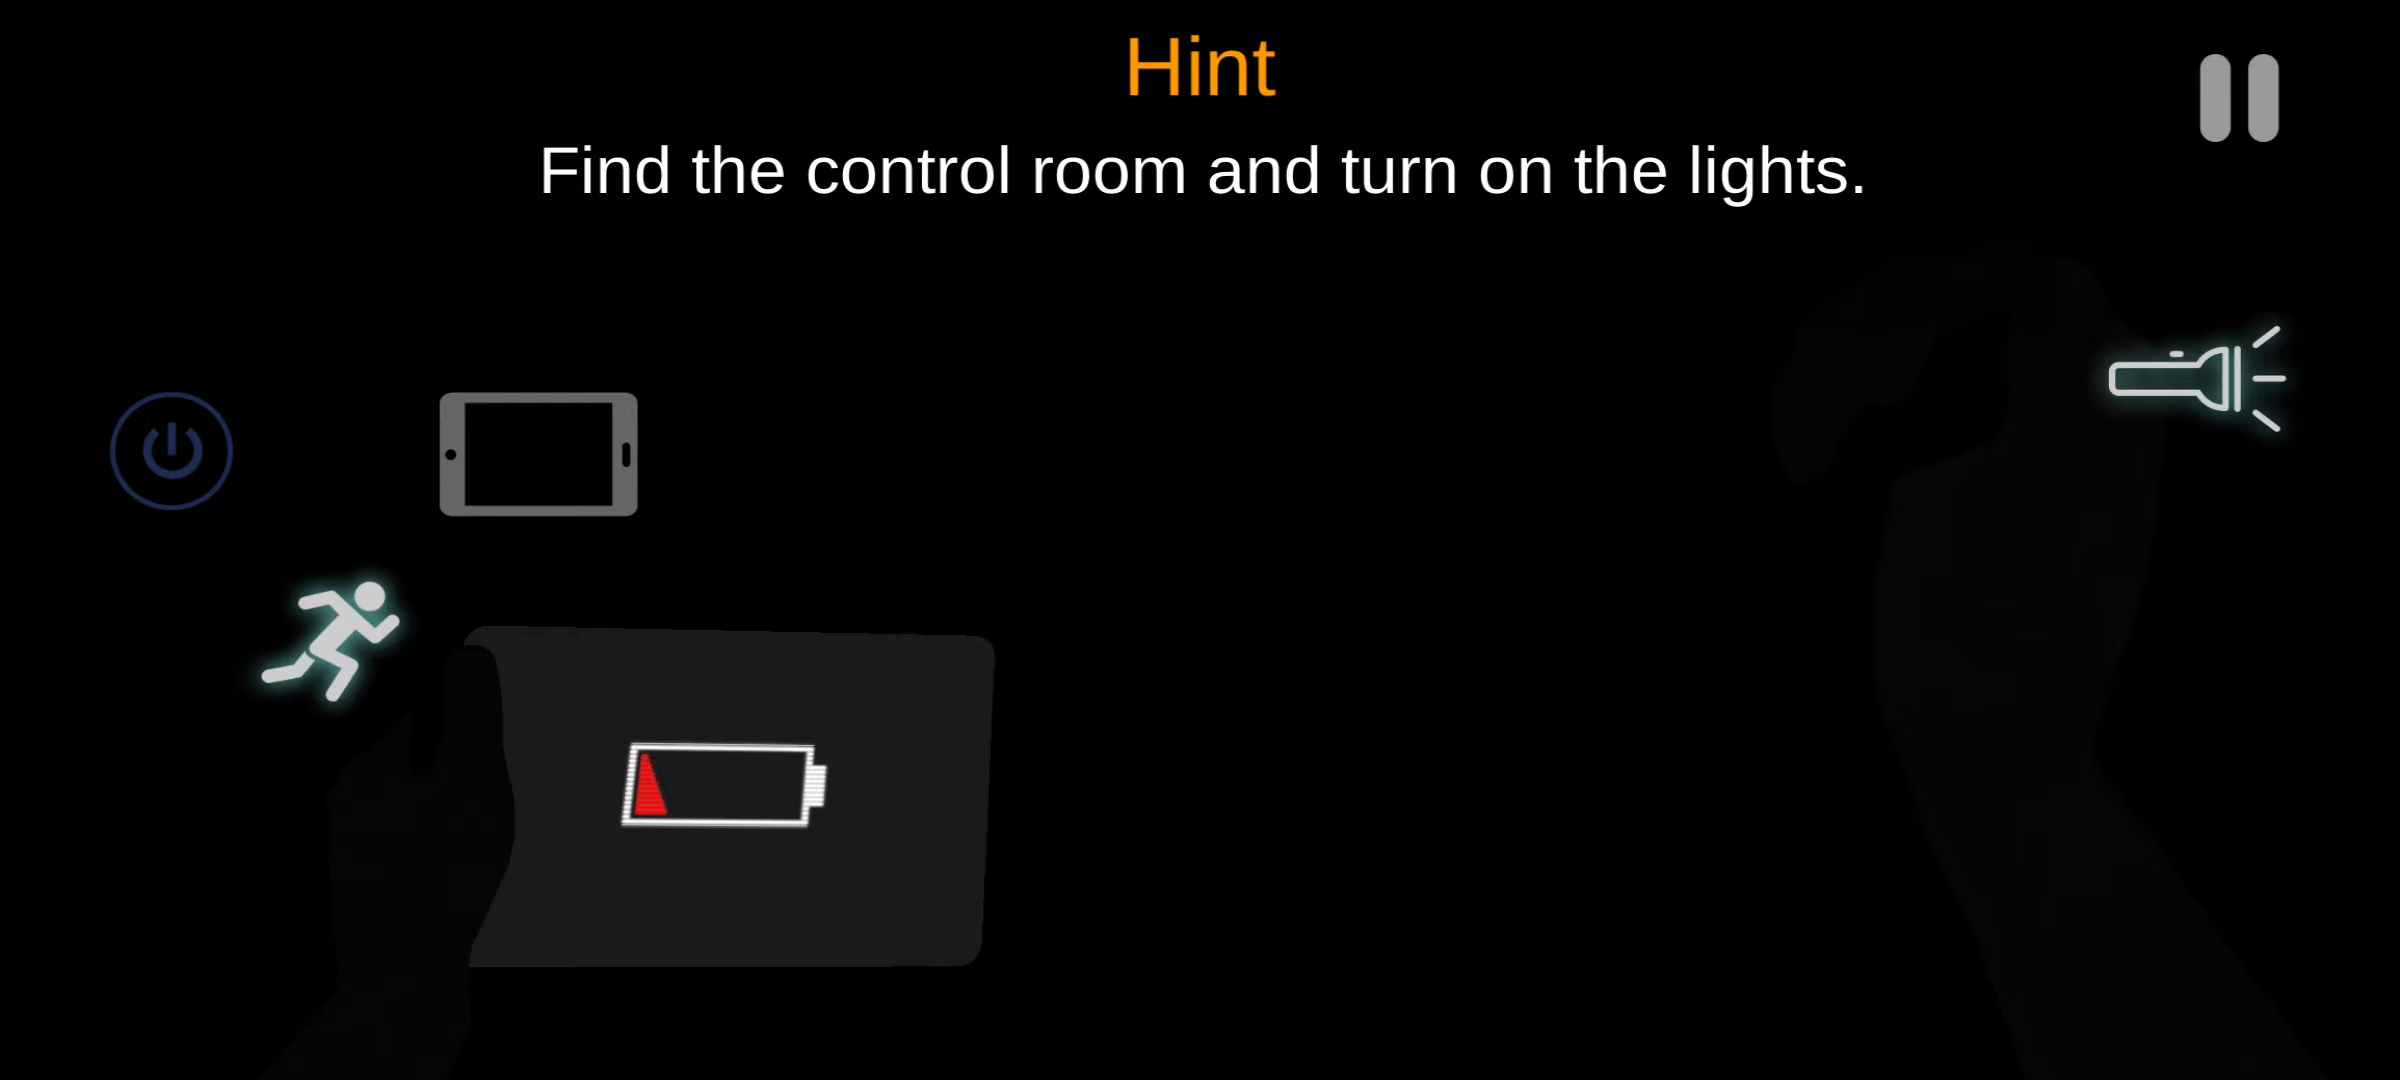 Hint
Find the control room and turn on the lights.